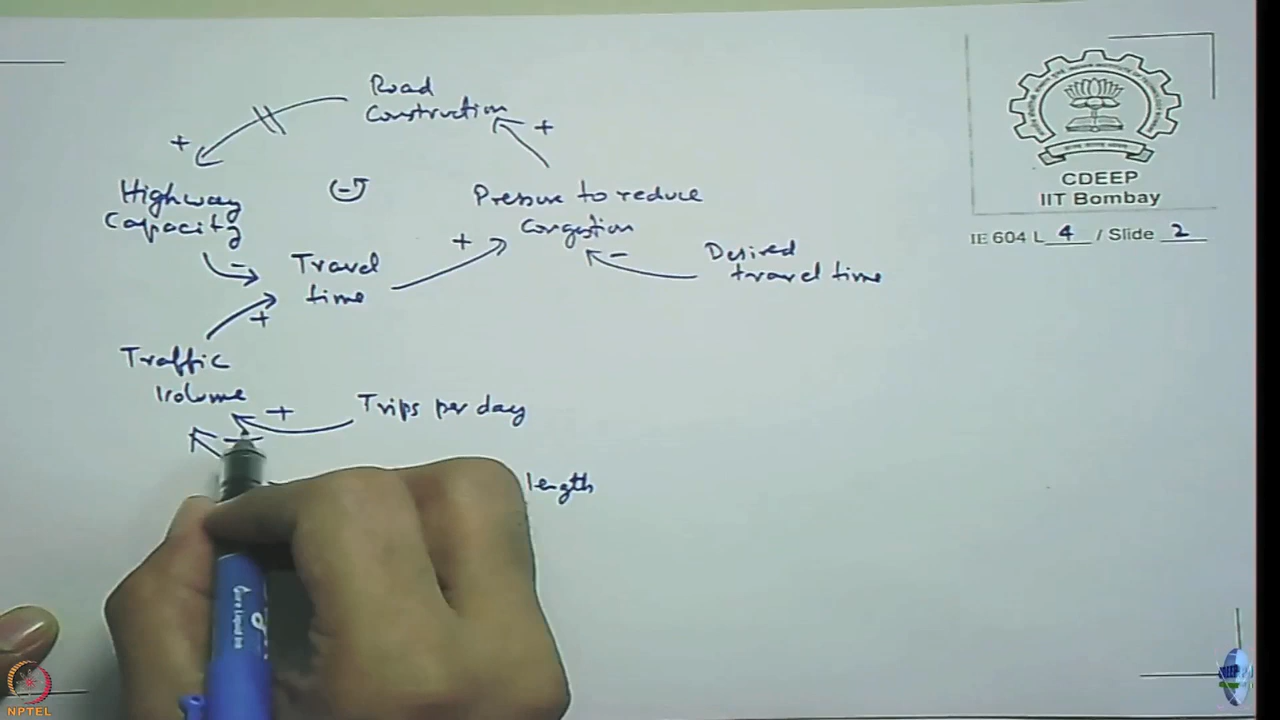 Road
Construction
+
+
Highway
Capacity
(-)
Pressure to reduce
Congestion
CDEEP
IIT Bombay
IE 604 L 4 / Slide 2
-
Travel
time
+
-
Desired
travel time
+
Traffic
Volume
+
Trips per day
length
NPTEL